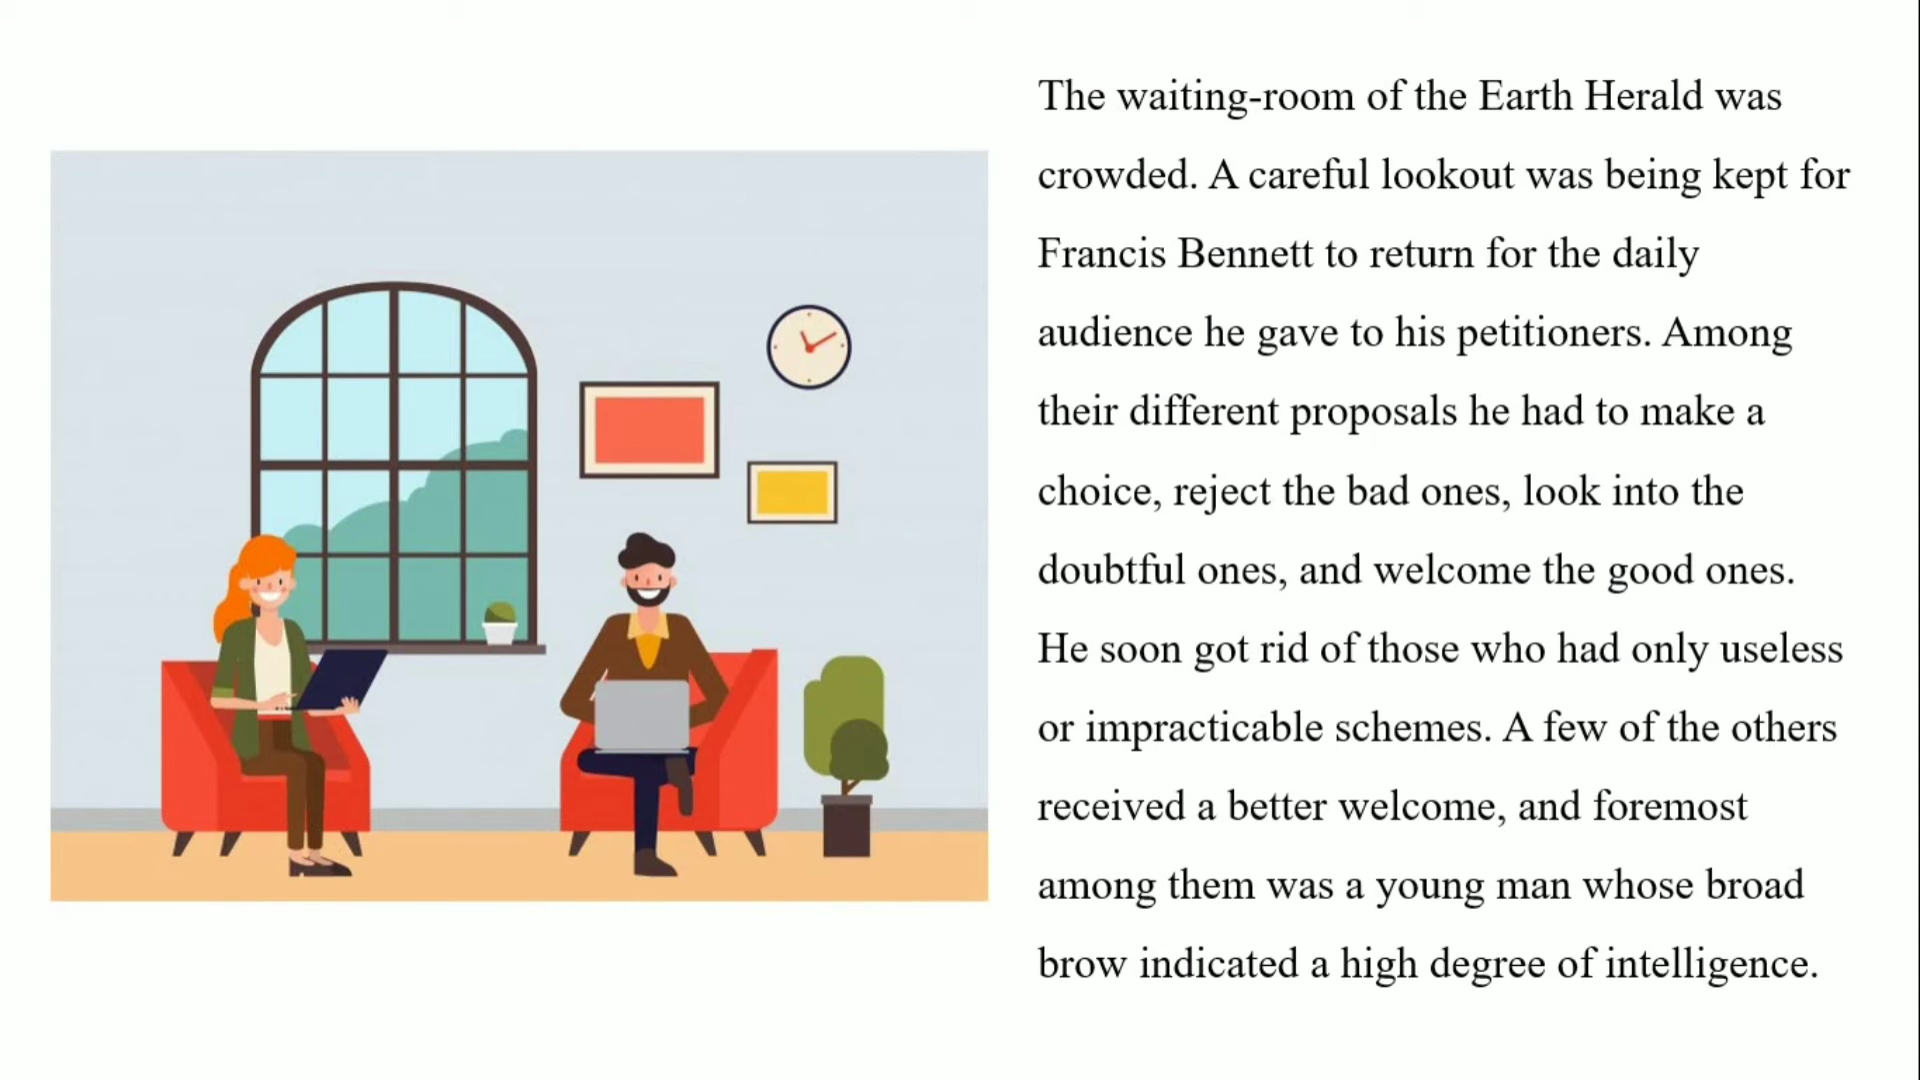 The waiting-room of the Earth Herald was
crowded. A careful lookout was being kept for
Francis Bennett to return for the daily
audience he gave to his petitioners. Among
their different proposals he had to make a
choice, reject the bad ones, look into the
doubtful ones, and welcome the good ones.
He soon got rid of those who had only useless
or impracticable schemes. A few of the others
received a better welcome, and foremost
among them was a young man whose broad
brow indicated a high degree of intelligence.